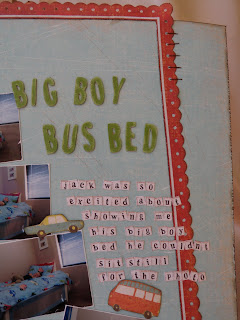 BIG BOY
BUS BED
jack was so
excited about
showing me
his big boy
bed he couldnt
sit still
for the photo